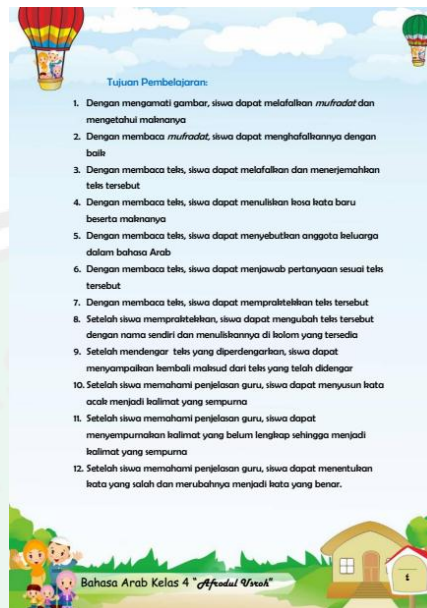 Tujuan Pembelajaran:
1. Dengan mengamati gambar, siswa dapat melafalkan mufradat dan
mengetahui maknanya
2. Dengan membaca mufradat, siswa dapat menghafalkannya dengan
baik
3. Dengan membaca teks, siswa dapat melafalkan dan menerjemahkan
teks tersebut
4. Dengan membaca teks, siswa dapat menuliskan kosa kata baru
beserta maknanya
5. Dengan membaca teks, siswa dapat menyebutkan anggota keluarga
dalam bahasa Arab
6. Dengan membaca teks, siswa dapat menjawab pertanyaan sesuai teks
tersebut
7. Dengan membaca teks, siswa dapat mempraktekkan teks tersebut
8. Setelah siswa mempraktekkan, siswa dapat mengubah teks tersebut
dengan nama sendiri dan menuliskannya di kolom yang tersedia
9. Setelah mendengar teks yang diperdengarkan, siswa dapat
menyampaikan kembali maksud dari teks yang telah didengar
10. Setelah siswa memahami penjelasan guru, siswa dapat menyusun kata
acak menjadi kalimat yang sempurna
11. Setelah siswa memahami penjelasan guru, siswa dapat
menyempurnakan kalimat yang belum lengkap sehingga menjadi
kalimat yang sempurna
12. Setelah siswa memahami penjelasan guru, siswa dapat menentukan
kata yang salah dan merubahnya menjadi kata yang benar.
Bahasa Arab Kelas 4 "Afrodul Usroh"